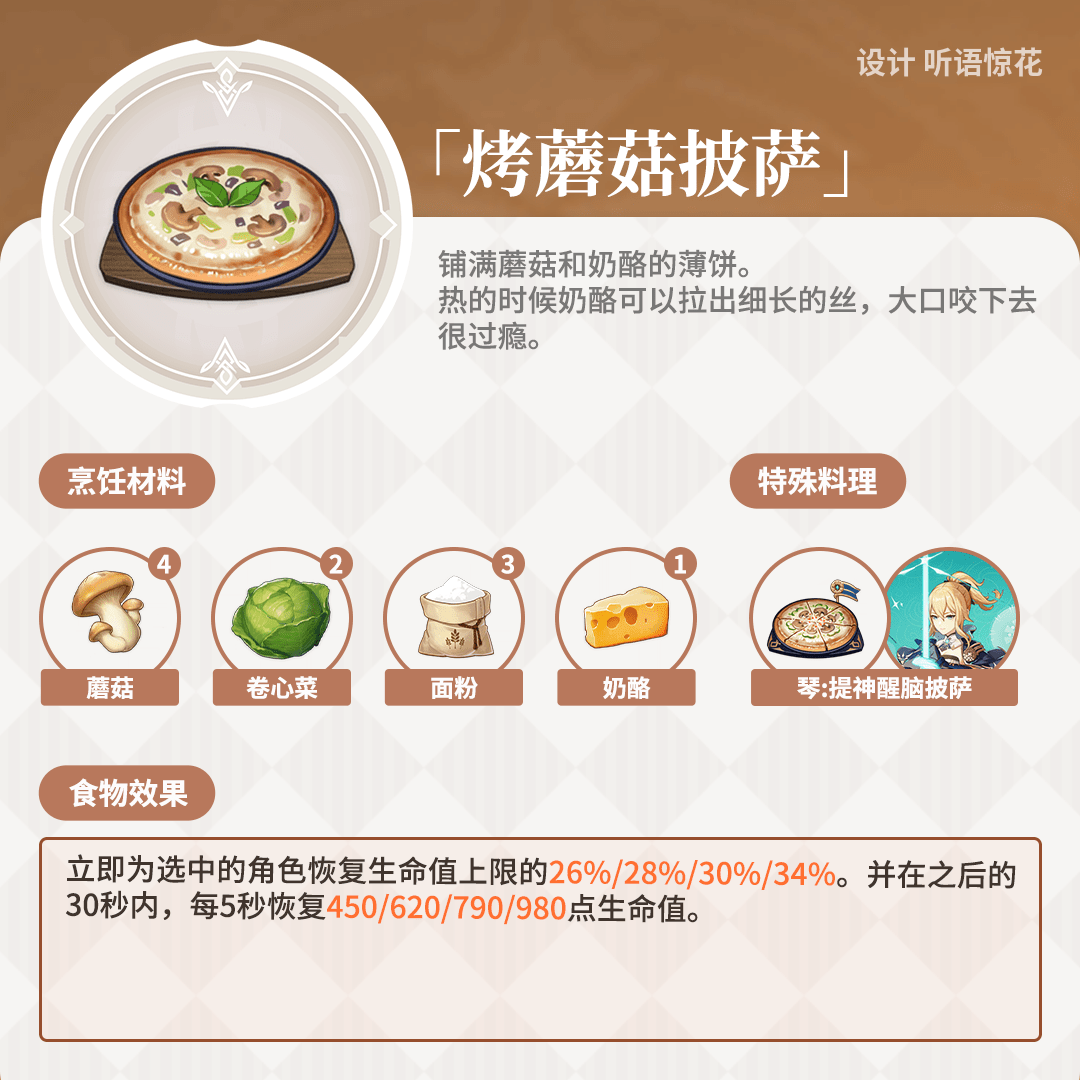 设计 听语惊花
「烤蘑菇披萨」
铺满蘑菇和奶酪的薄饼。
热的时候奶酪可以拉出细长的丝，大口咬下去
很过瘾。
烹饪材料
特殊料理
4
2
3
1
蘑菇
卷心菜
面粉
奶酪
琴:提神醒脑披萨
食物效果
立即为选中的角色恢复生命值上限的26%/28%/30%/34%。并在之后的
30秒内，每5秒恢复450/620/790/980点生命值。